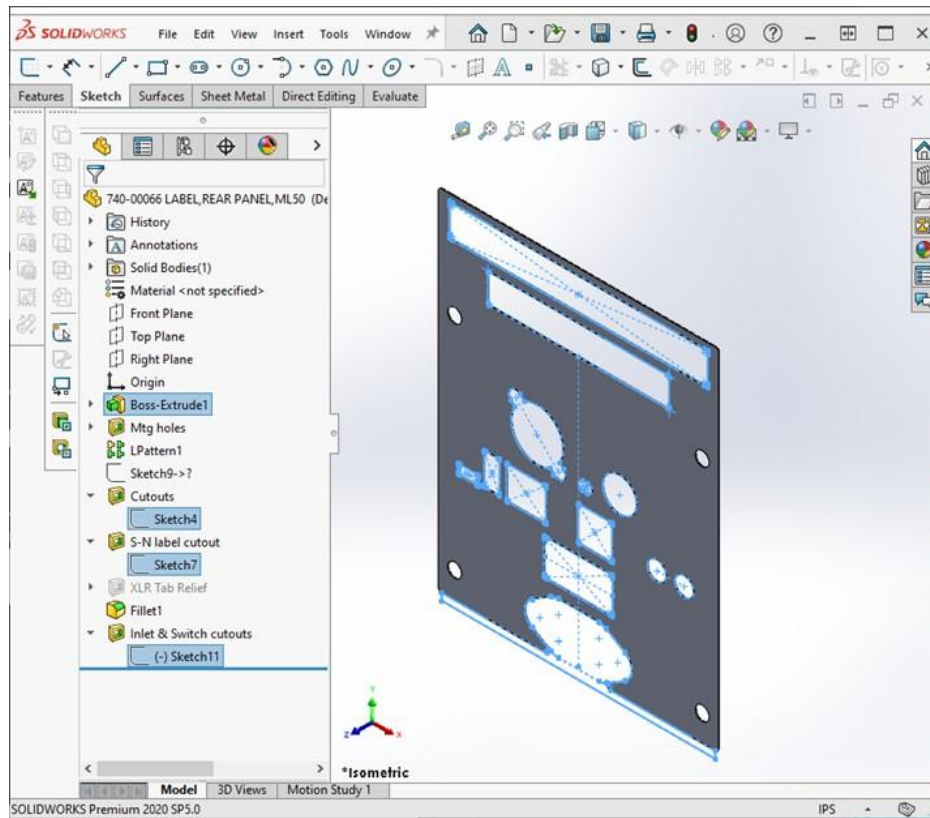 SOLIDWORKS File Edit View Insert Tools Window
Features Sketch Surfaces Sheet Metal Direct Editing Evaluate
740-00066 LABEL,REAR PANEL,ML50 (De
History
Annotations
Solid Bodies(1)
Material <not specified>
Front Plane
Top Plane
Right Plane
Origin
Boss-Extrude1
Mtg holes
LPattern1
Sketch9->?
Cutouts
Sketch4
S-N label cutout
Sketch7
XLR Tab Relief
Fillet1
Inlet & Switch cutouts
(-) Sketch11
Y
Z X
*Isometric
Model 3D Views Motion Study 1
SOLIDWORKS Premium 2020 SP5.0 IPS